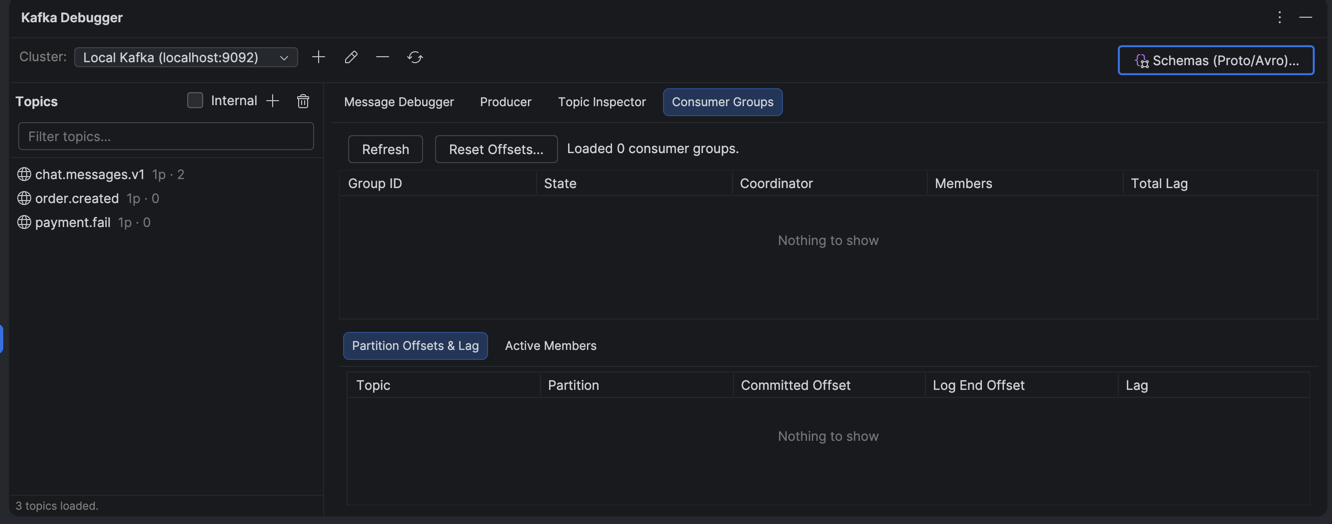 Kafka Debugger
Cluster: Local Kafka (localhost:9092)
Schemas (Proto/Avro)...
Topics
Internal
Filter topics...
chat.messages.v1 1p · 2
order.created 1p · 0
payment.fail 1p · 0
3 topics loaded.
Message Debugger Producer Topic Inspector Consumer Groups
Refresh Reset Offsets... Loaded 0 consumer groups.
Group ID State Coordinator Members Total Lag
Nothing to show
Partition Offsets & Lag Active Members
Topic Partition Committed Offset Log End Offset Lag
Nothing to show